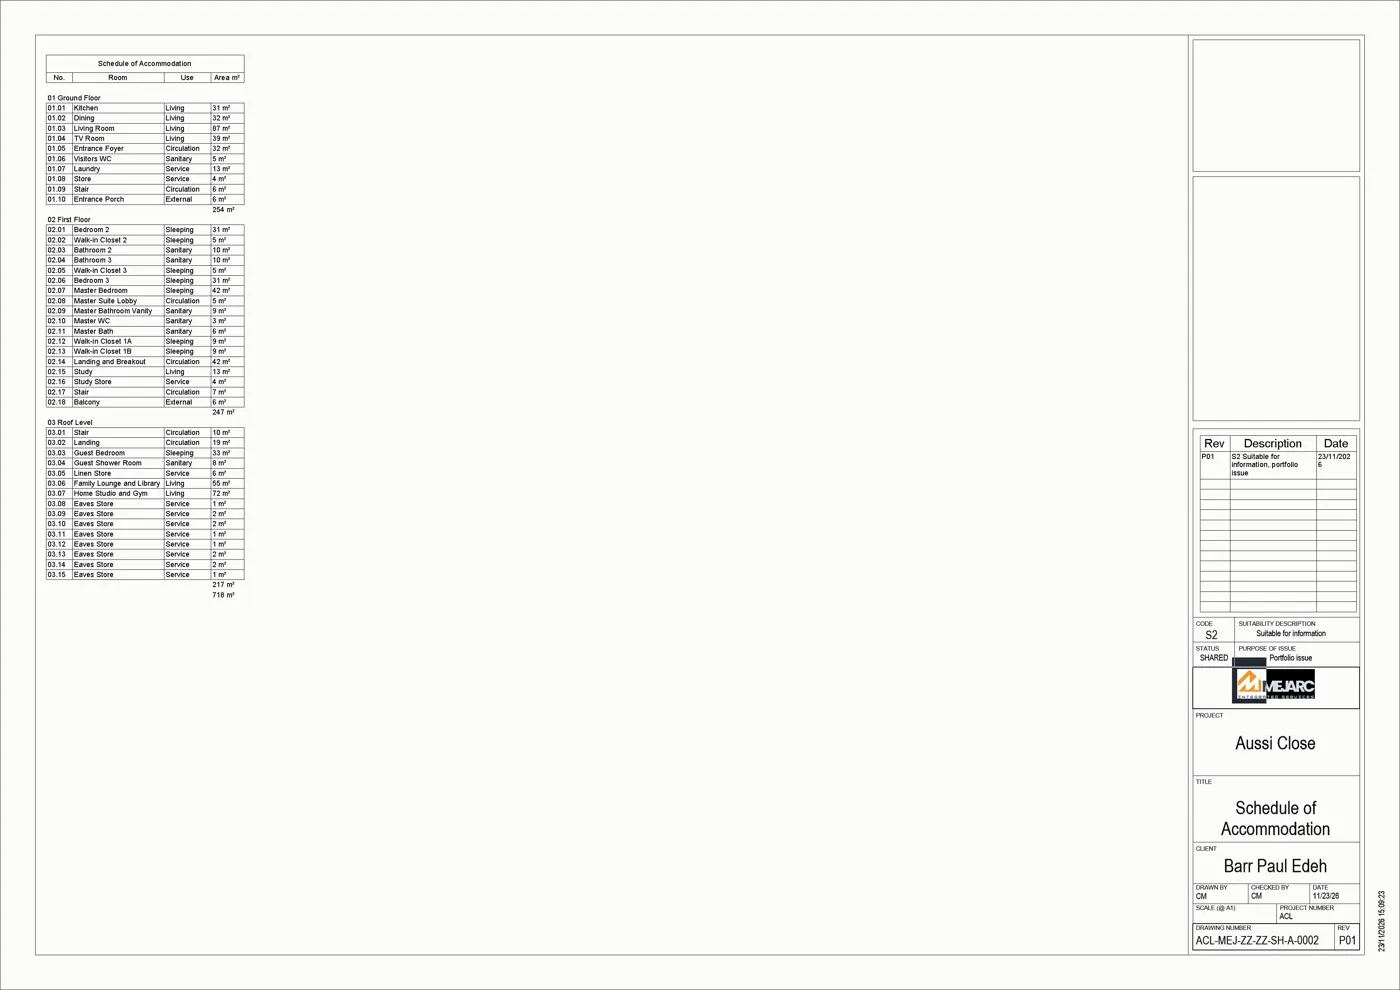 Schedule of Accommodation
No. Room Use Area m²
01 Ground Floor
01.01 Kitchen Living 31 m²
01.02 Dining Living 32 m²
01.03 Living Room Living 87 m²
01.04 TV Room Living 39 m²
01.05 Entrance Foyer Circulation 32 m²
01.06 Visitors WC Sanitary 5 m²
01.07 Laundry Service 13 m²
01.08 Store Service 4 m²
01.09 Stair Circulation 6 m²
01.10 Entrance Porch External 6 m²
254 m²
02 First Floor
02.01 Bedroom 2 Sleeping 31 m²
02.02 Walk-in Closet 2 Sleeping 5 m²
02.03 Bathroom 2 Sanitary 10 m²
02.04 Bathroom 3 Sanitary 10 m²
02.05 Walk-in Closet 3 Sleeping 5 m²
02.06 Bedroom 3 Sleeping 31 m²
02.07 Master Bedroom Sleeping 42 m²
02.08 Master Suite Lobby Circulation 5 m²
02.09 Master Bathroom Vanity Sanitary 9 m²
02.10 Master WC Sanitary 3 m²
02.11 Master Bath Sanitary 6 m²
02.12 Walk-in Closet 1A Sleeping 9 m²
02.13 Walk-in Closet 1B Sleeping 9 m²
02.14 Landing and Breakout Circulation 42 m²
02.15 Study Living 13 m²
02.16 Study Store Service 4 m²
02.17 Stair Circulation 7 m²
02.18 Balcony External 6 m²
247 m²
03 Roof Level
03.01 Stair Circulation 10 m²
03.02 Landing Circulation 19 m²
03.03 Guest Bedroom Sleeping 33 m²
03.04 Guest Shower Room Sanitary 8 m²
03.05 Linen Store Service 6 m²
03.06 Family Lounge and Library Living 55 m²
03.07 Home Studio and Gym Living 72 m²
03.08 Eaves Store Service 1 m²
03.09 Eaves Store Service 2 m²
03.10 Eaves Store Service 2 m²
03.11 Eaves Store Service 1 m²
03.12 Eaves Store Service 1 m²
03.13 Eaves Store Service 2 m²
03.14 Eaves Store Service 2 m²
03.15 Eaves Store Service 1 m²
217 m²
718 m²
Rev Description Date
P01 S2 Suitable for 23/11/202
information, portfolio 6
issue
CODE SUITABILITY DESCRIPTION
S2 Suitable for information
STATUS PURPOSE OF ISSUE
SHARED Portfolio issue
MEJARC
INTEGRATED SERVICES
PROJECT
Aussi Close
TITLE
Schedule of
Accommodation
CLIENT
Barr Paul Edeh
DRAWN BY CHECKED BY DATE
CM CM 11/23/26
SCALE (@ A1) PROJECT NUMBER
ACL
DRAWING NUMBER REV
ACL-MEJ-ZZ-ZZ-SH-A-0002 P01
23/11/2026 15:09:23